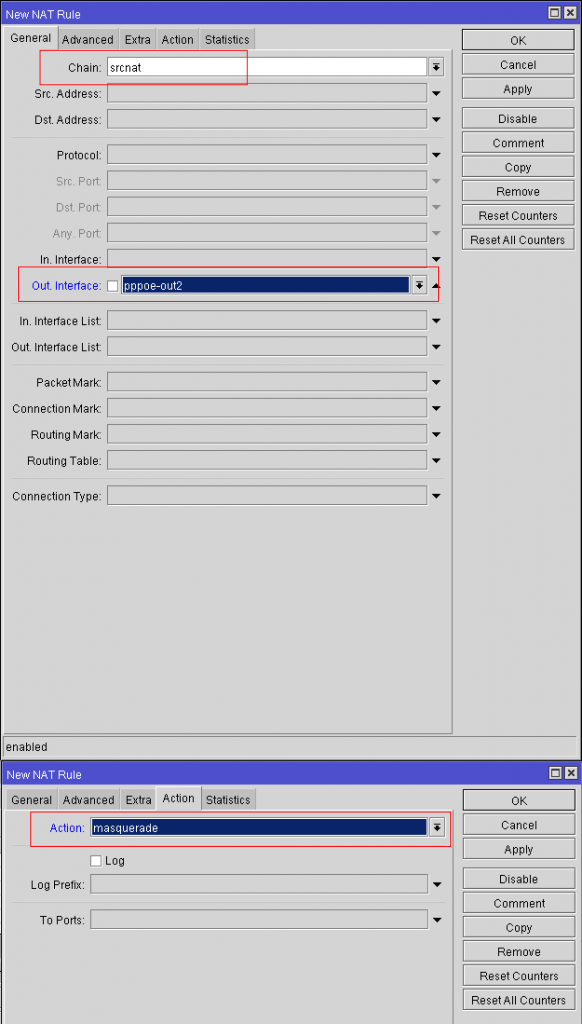 New NAT Rule
General Advanced Extra Action Statistics
OK
Chain: srcnat
Cancel
Src. Address:
Apply
Dst. Address:
Disable
Comment
Protocol:
Copy
Src. Port:
Remove
Dst. Port:
Reset Counters
Any. Port:
Reset All Counters
In. Interface:
Out. Interface: pppoe-out2
In. Interface List:
Out. Interface List:
Packet Mark:
Connection Mark:
Routing Mark:
Routing Table:
Connection Type:
enabled
New NAT Rule
General Advanced Extra Action Statistics
OK
Action: masquerade
Cancel
Apply
Log
Log Prefix:
Disable
Comment
To Ports:
Copy
Remove
Reset Counters
Reset All Counters